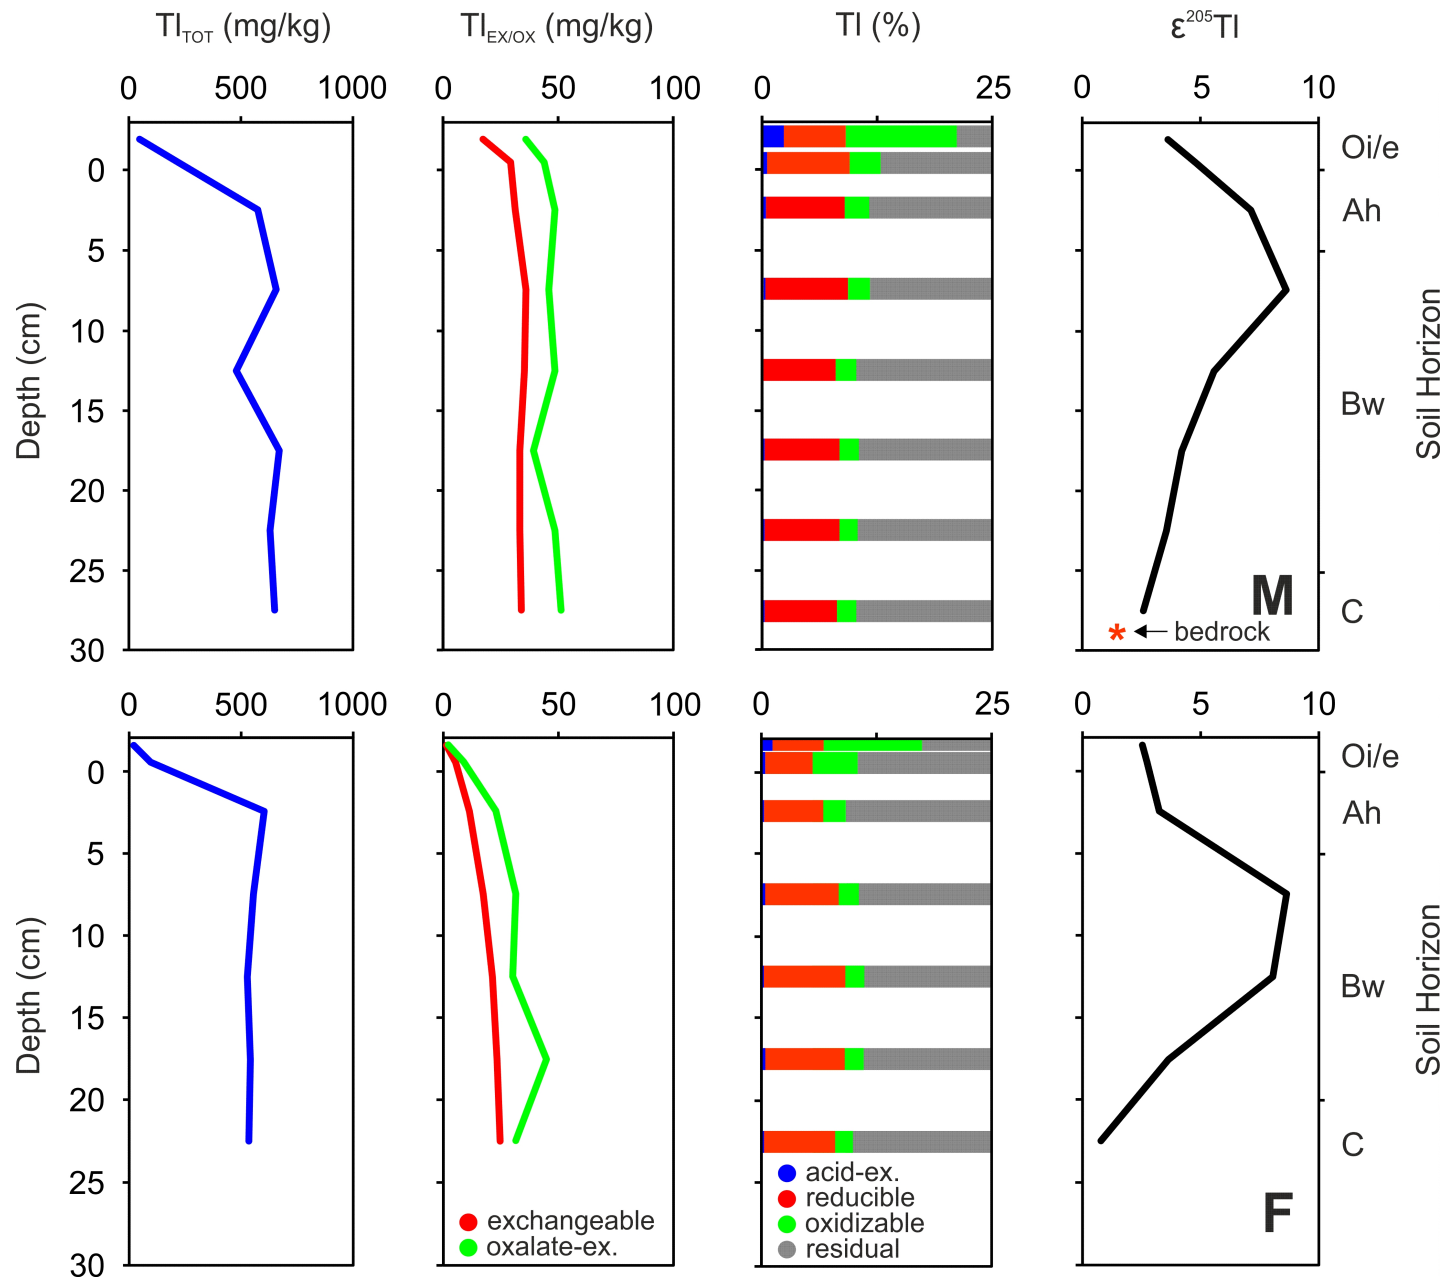 Tl_TOT (mg/kg) Tl_EX/OX (mg/kg) Tl (%) ε²⁰⁵Tl
0 500 1000 0 50 100 0 25 0 5 10
Oi/e
0
Ah
5
10
Bw
15
20
25
M
C
* bedrock
30
Depth (cm)
Soil Horizon
0 500 1000 0 50 100 0 25 0 5 10
Oi/e
0
Ah
5
10
Bw
15
20
C
acid-ex.
25
reducible
F
exchangeable oxidizable
oxalate-ex. residual
30
Depth (cm)
Soil Horizon